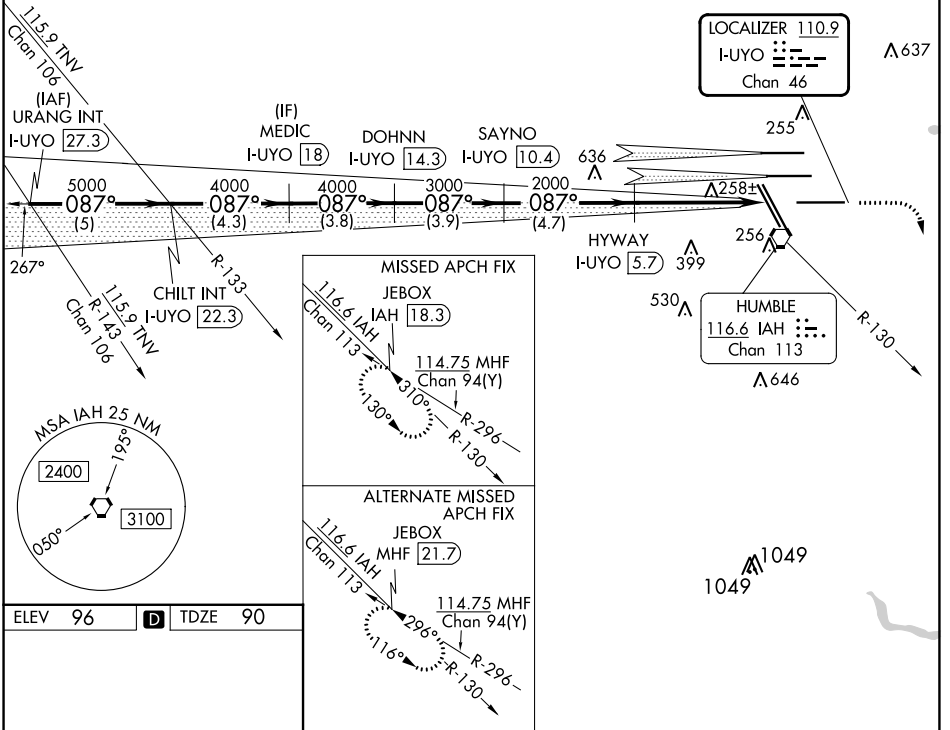 115.9 TNV
Chan 106
(IAF)
URANG INT
I-UYO 27.3
(IF)
MEDIC
I-UYO 18
DOHNN
I-UYO 14.3
SAYNO
I-UYO 10.4
636
LOCALIZER 110.9
I-UYO
Chan 46
637
255
258±
5000
087°
(5)
4000
087°
(4.3)
4000
087°
(3.8)
3000
087°
(3.9)
2000
087°
(4.7)
267°
CHILT INT
I-UYO 22.3
R-133
115.9 TNV
R-143
Chan 106
HYWAY
I-UYO 5.7
399
256
530
HUMBLE
116.6 IAH
Chan 113
R-130
646
MISSED APCH FIX
JEBOX
IAH 18.3
116.6 IAH
Chan 113
114.75 MHF
Chan 94(Y)
310°
130°
R-296
R-130
MSA IAH 25 NM
195°
2400
3100
050°
ALTERNATE MISSED
APCH FIX
JEBOX
MHF 21.7
116.6 IAH
Chan 113
114.75 MHF
Chan 94(Y)
296°
116°
R-296
R-130
1049
1049
ELEV 96 D TDZE 90